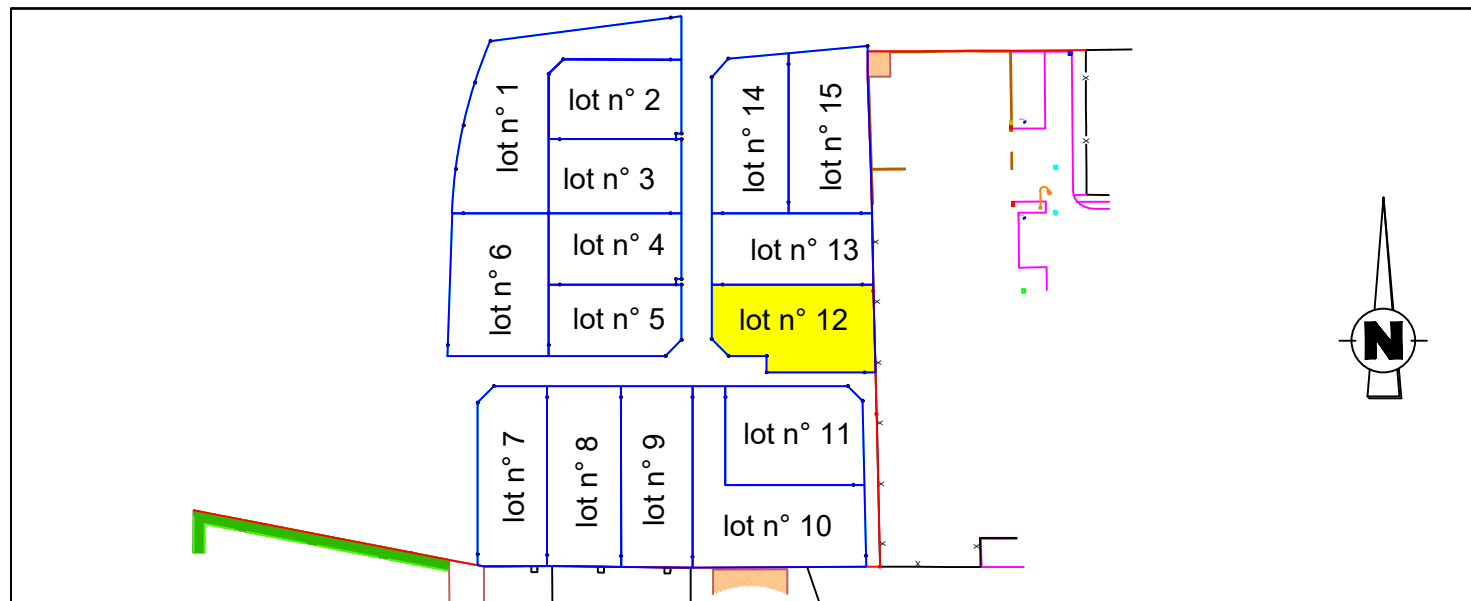 lot n° 1
lot n° 2
lot n° 14
lot n° 15
lot n° 3
lot n° 6
lot n° 4
lot n° 13
lot n° 5
lot n° 12
N
lot n° 7
lot n° 8
lot n° 9
lot n° 11
lot n° 10